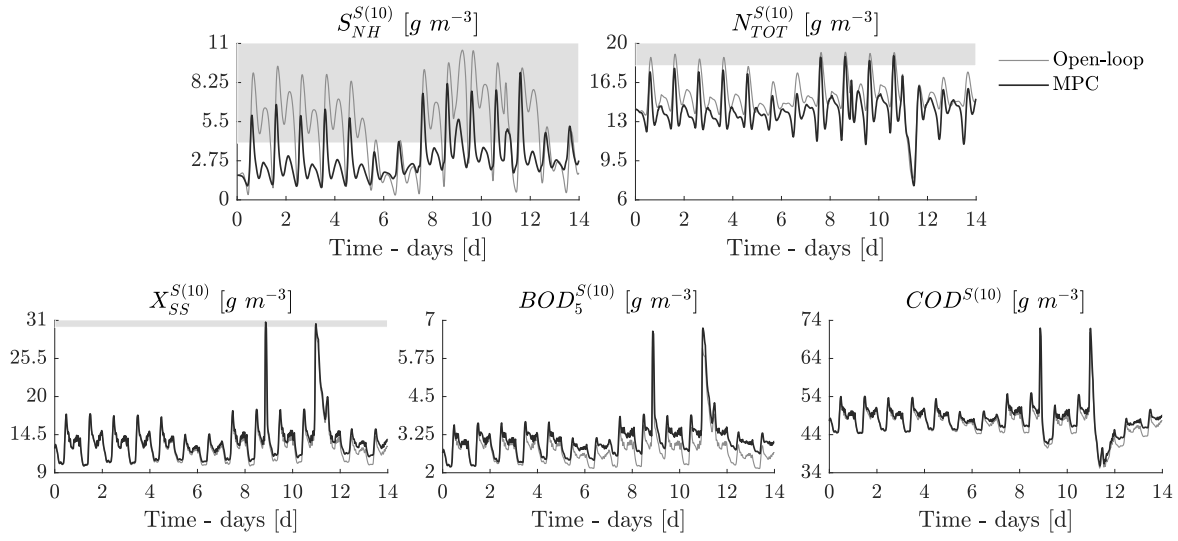 S_{NH}^{S(10)} [g m^{-3}]
11
8.25
5.5
2.75
0
0 2 4 6 8 10 12 14
Time - days [d]
N_{TOT}^{S(10)} [g m^{-3}]
20
16.5
13
9.5
6
0 2 4 6 8 10 12 14
Time - days [d]
Open-loop
MPC
X_{SS}^{S(10)} [g m^{-3}]
31
25.5
20
14.5
9
0 2 4 6 8 10 12 14
Time - days [d]
BOD_5^{S(10)} [g m^{-3}]
7
5.75
4.5
3.25
2
0 2 4 6 8 10 12 14
Time - days [d]
COD^{S(10)} [g m^{-3}]
74
64
54
44
34
0 2 4 6 8 10 12 14
Time - days [d]